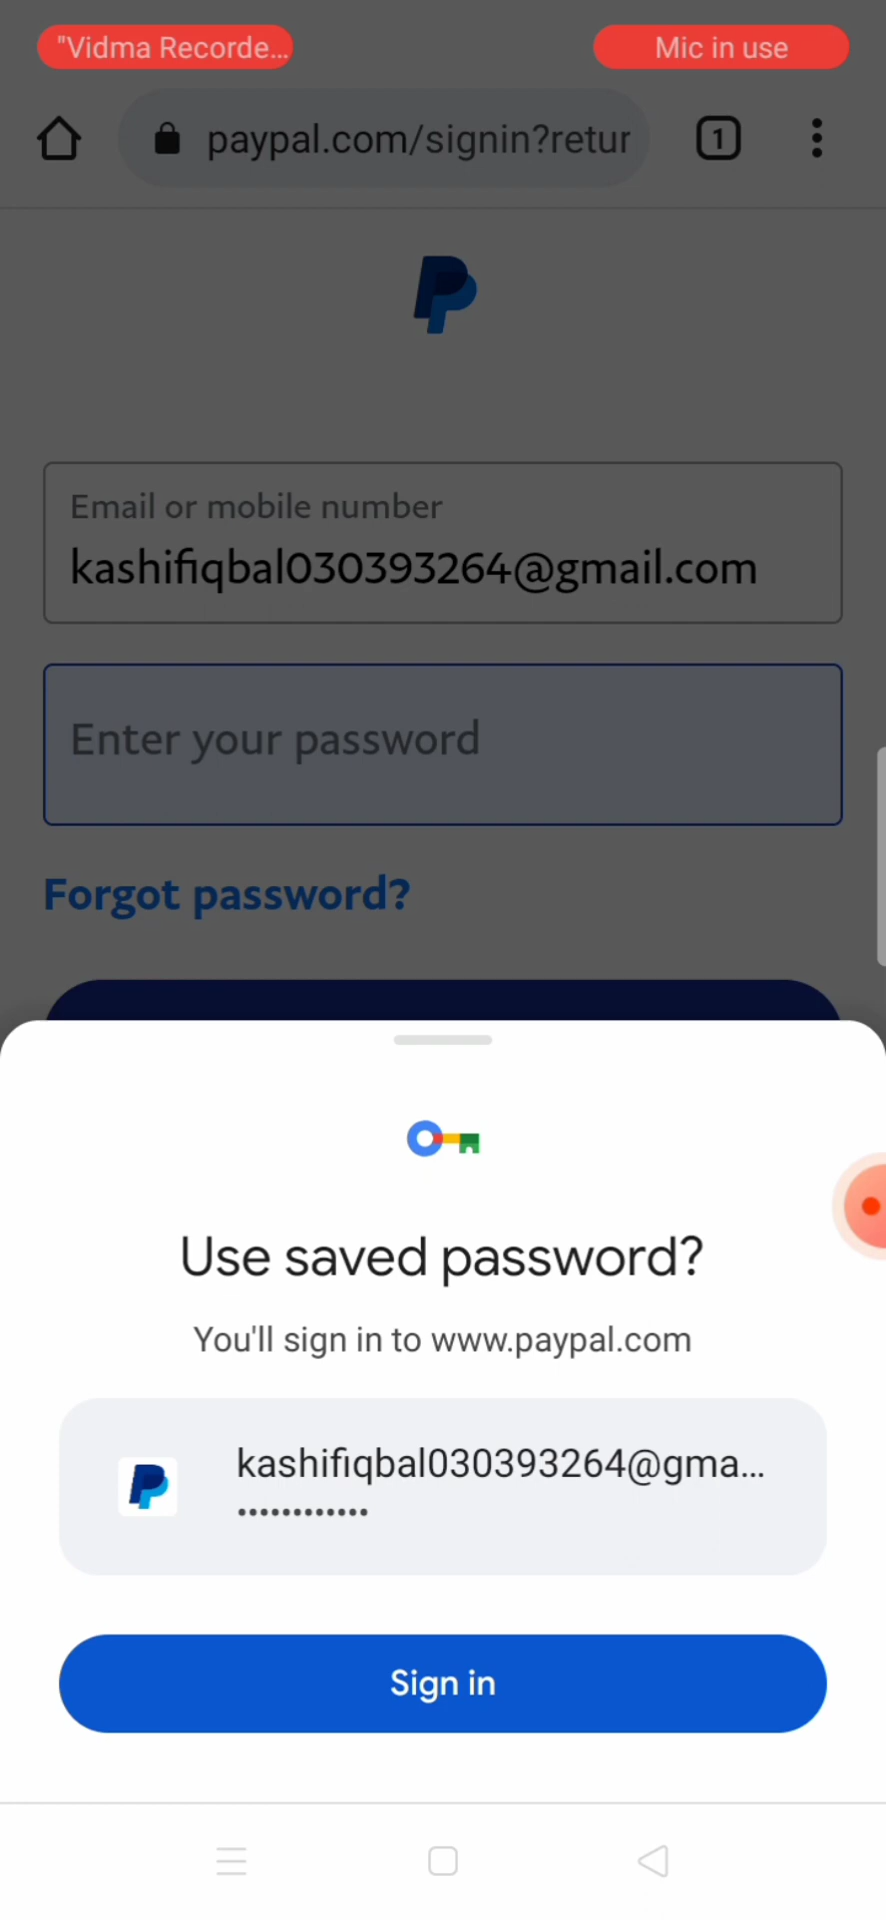 "Vidma Recorde...
Mic in use
paypal.com/signin?retur
1
Email or mobile number
kashifiqbal030393264@gmail.com
Enter your password
Forgot password?
Use saved password?
You'll sign in to www.paypal.com
kashifiqbal030393264@gma...
••••••••••••
Sign in